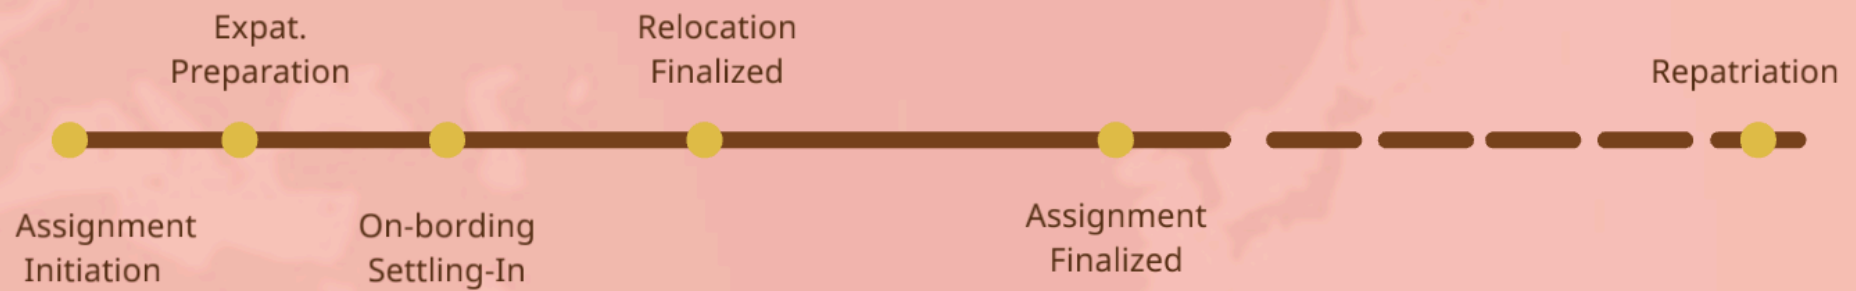 Expat.
Preparation
Relocation
Finalized
Repatriation
Assignment
Initiation
On-bording
Settling-In
Assignment
Finalized